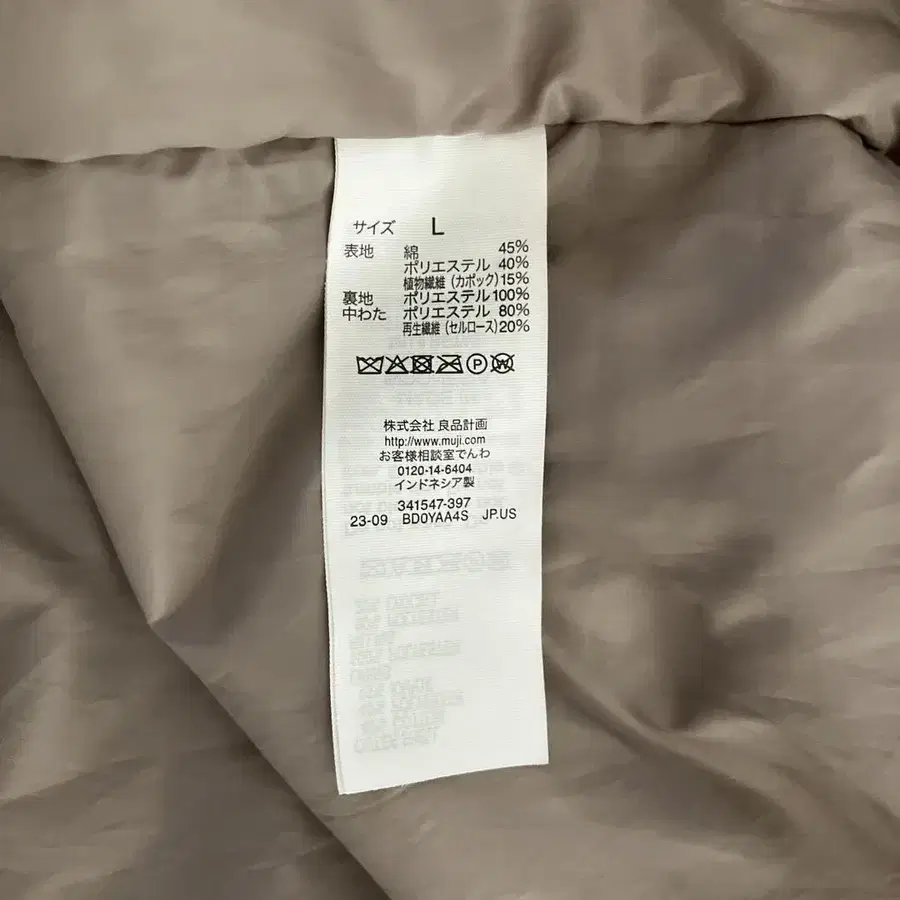 サイズ L
表地 綿 45%
ポリエステル 40%
植物繊維(カポック)15%
裏地 ポリエステル100%
中わた ポリエステル 80%
再生繊維(セルロース)20%
P W
株式会社 良品計画
http://www.muji.com
お客様相談室でんわ
0120-14-6404
インドネシア製
341547-397
23-09 BD0YAA4S JP.US